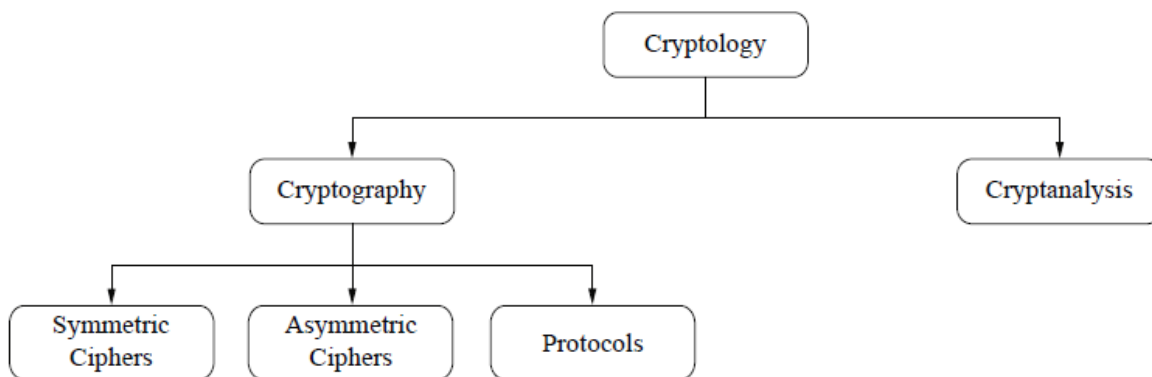 Cryptology
Cryptography
Cryptanalysis
Symmetric
Ciphers
Asymmetric
Ciphers
Protocols